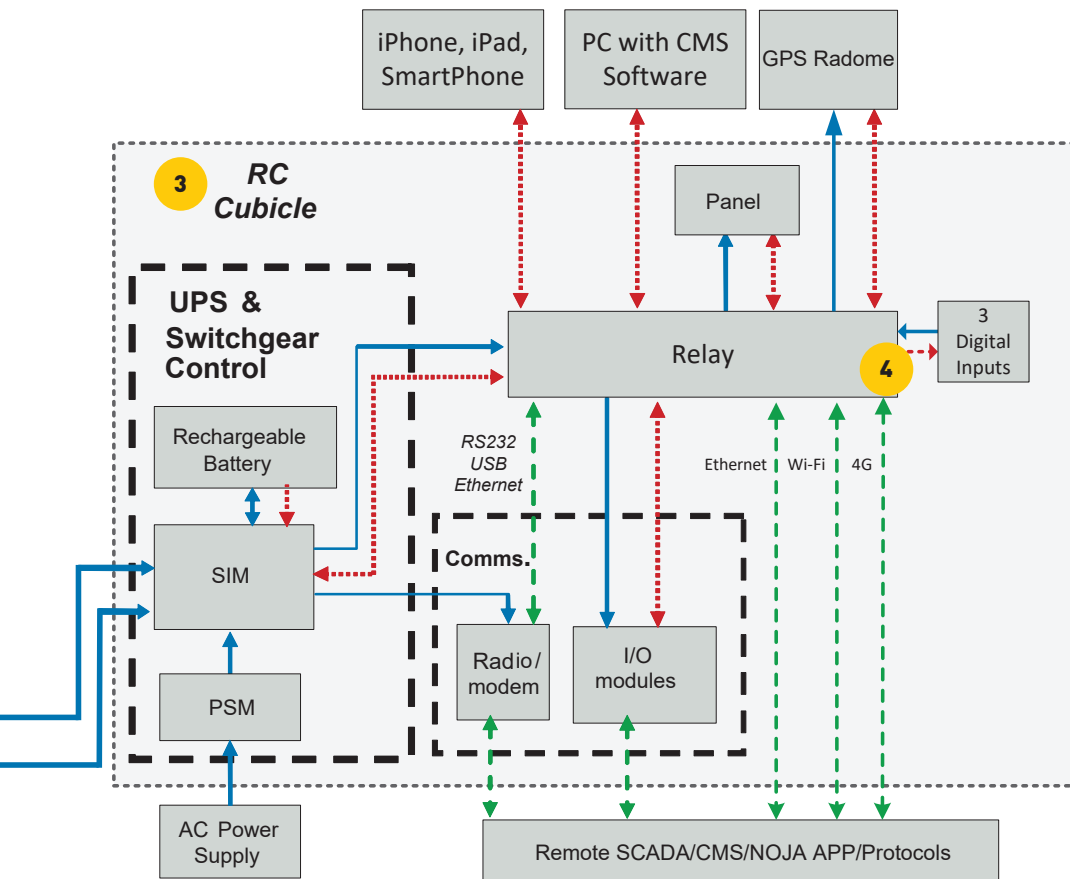 iPhone, iPad,
SmartPhone
PC with CMS
Software
GPS Radome
3
RC
Cubicle
Panel
UPS &
Switchgear
Control
Relay
4
3
Digital
Inputs
Rechargeable
Battery
RS232
USB
Ethernet
Ethernet
Wi-Fi
4G
Comms.
SIM
Radio/
modem
I/O
modules
PSM
AC Power
Supply
Remote SCADA/CMS/NOJA APP/Protocols